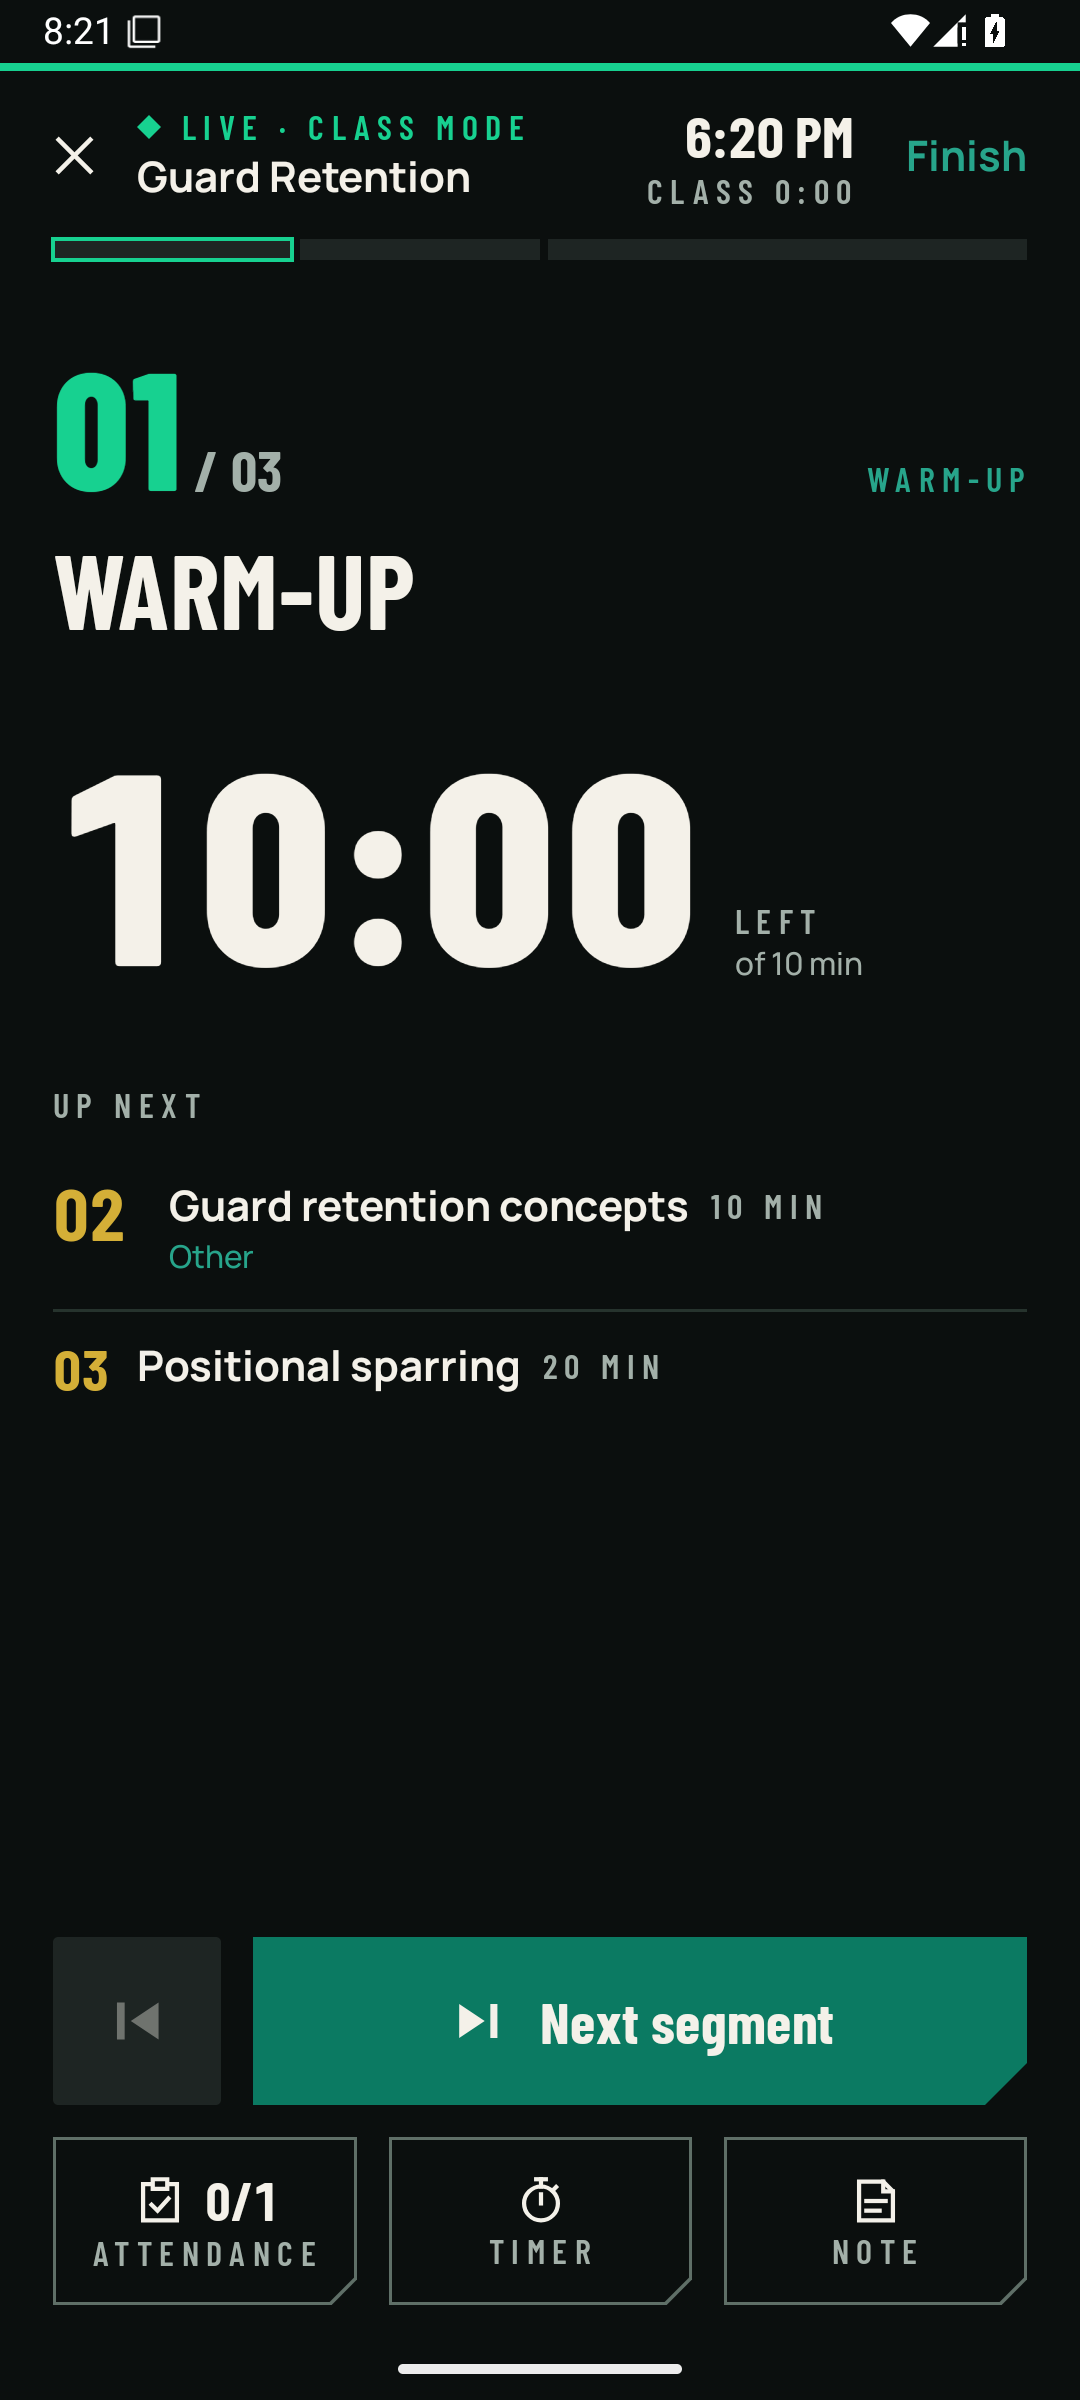 8:21
LIVE · CLASS MODE
Guard Retention
6:20 PM
CLASS 0:00
Finish
01 / 03
WARM-UP
WARM-UP
10:00
LEFT
of 10 min
UP NEXT
02 Guard retention concepts 10 MIN
Other
03 Positional sparring 20 MIN
Next segment
0/1
ATTENDANCE
TIMER
NOTE